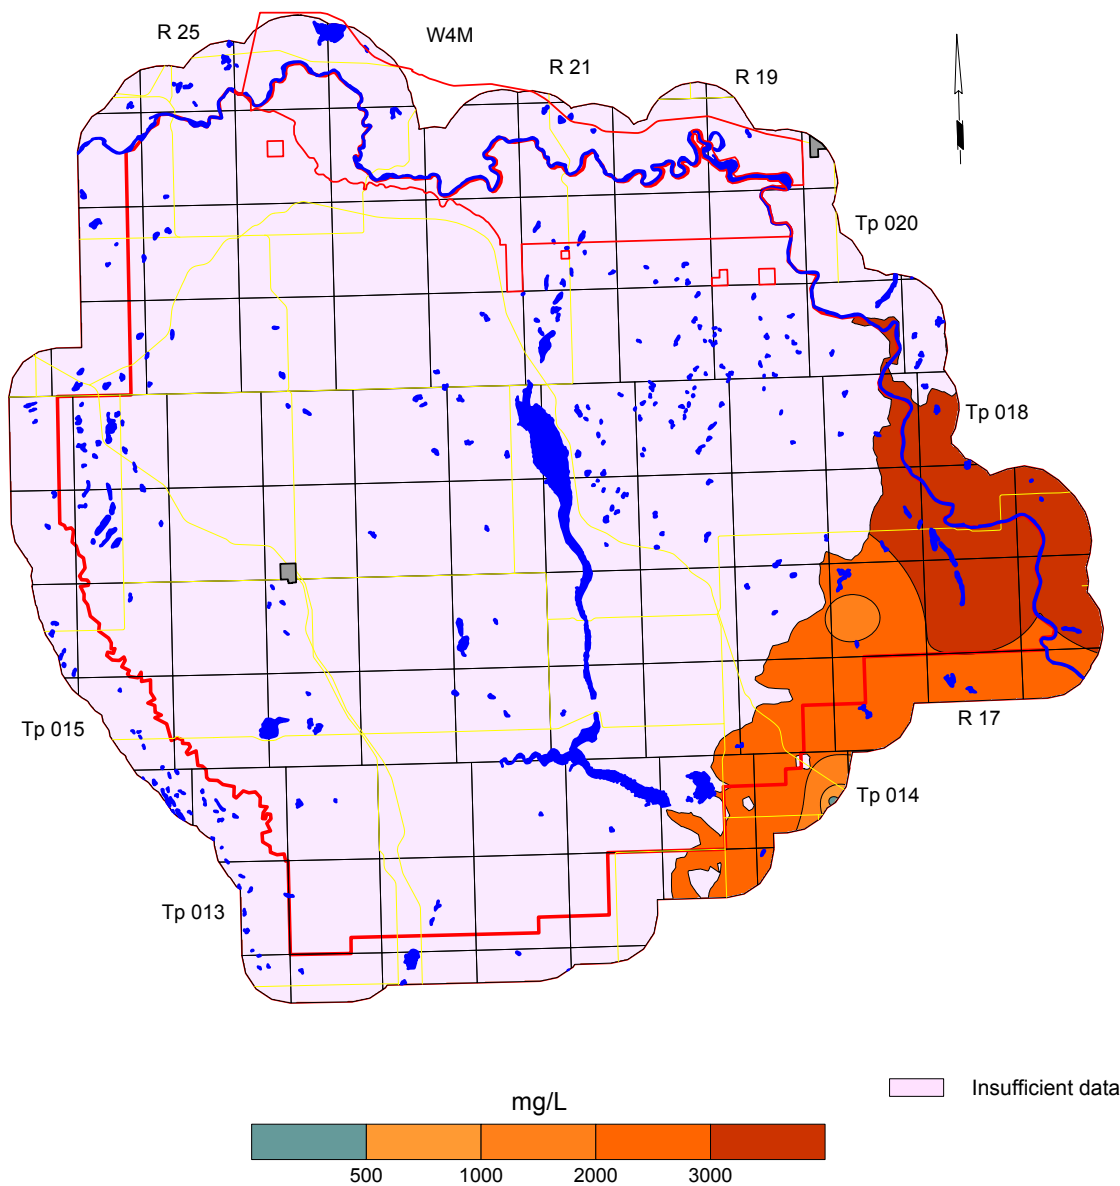 R 25
W4M
R 21
R 19
Tp 020
Tp 018
Tp 015
R 17
Tp 014
Tp 013
Insufficient data
mg/L
500 1000 2000 3000